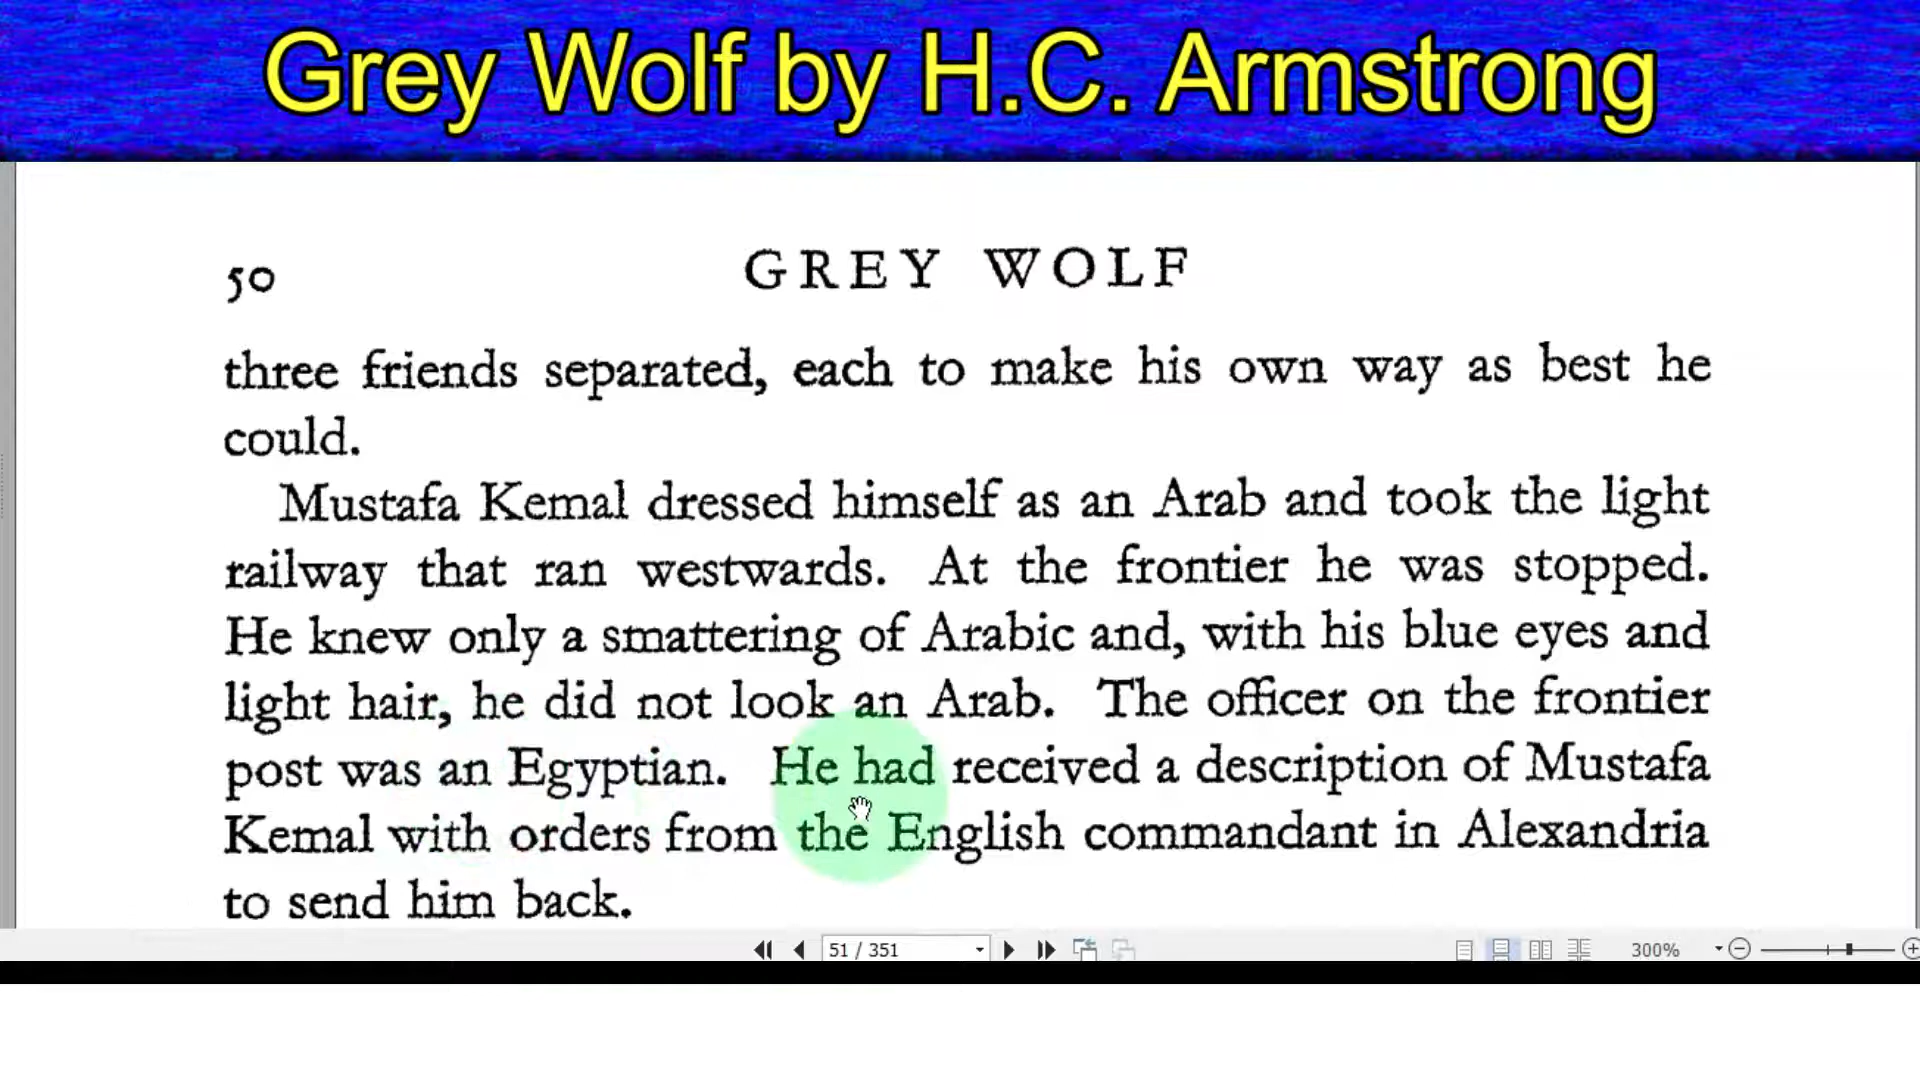 Grey Wolf by H.C. Armstrong
50 GREY WOLF
three friends separated, each to make his own way as best he
could.
Mustafa Kemal dressed himself as an Arab and took the light
railway that ran westwards. At the frontier he was stopped.
He knew only a smattering of Arabic and, with his blue eyes and
light hair, he did not look an Arab. The officer on the frontier
post was an Egyptian. He had received a description of Mustafa
Kemal with orders from the English commandant in Alexandria
to send him back.
51 / 351 300%